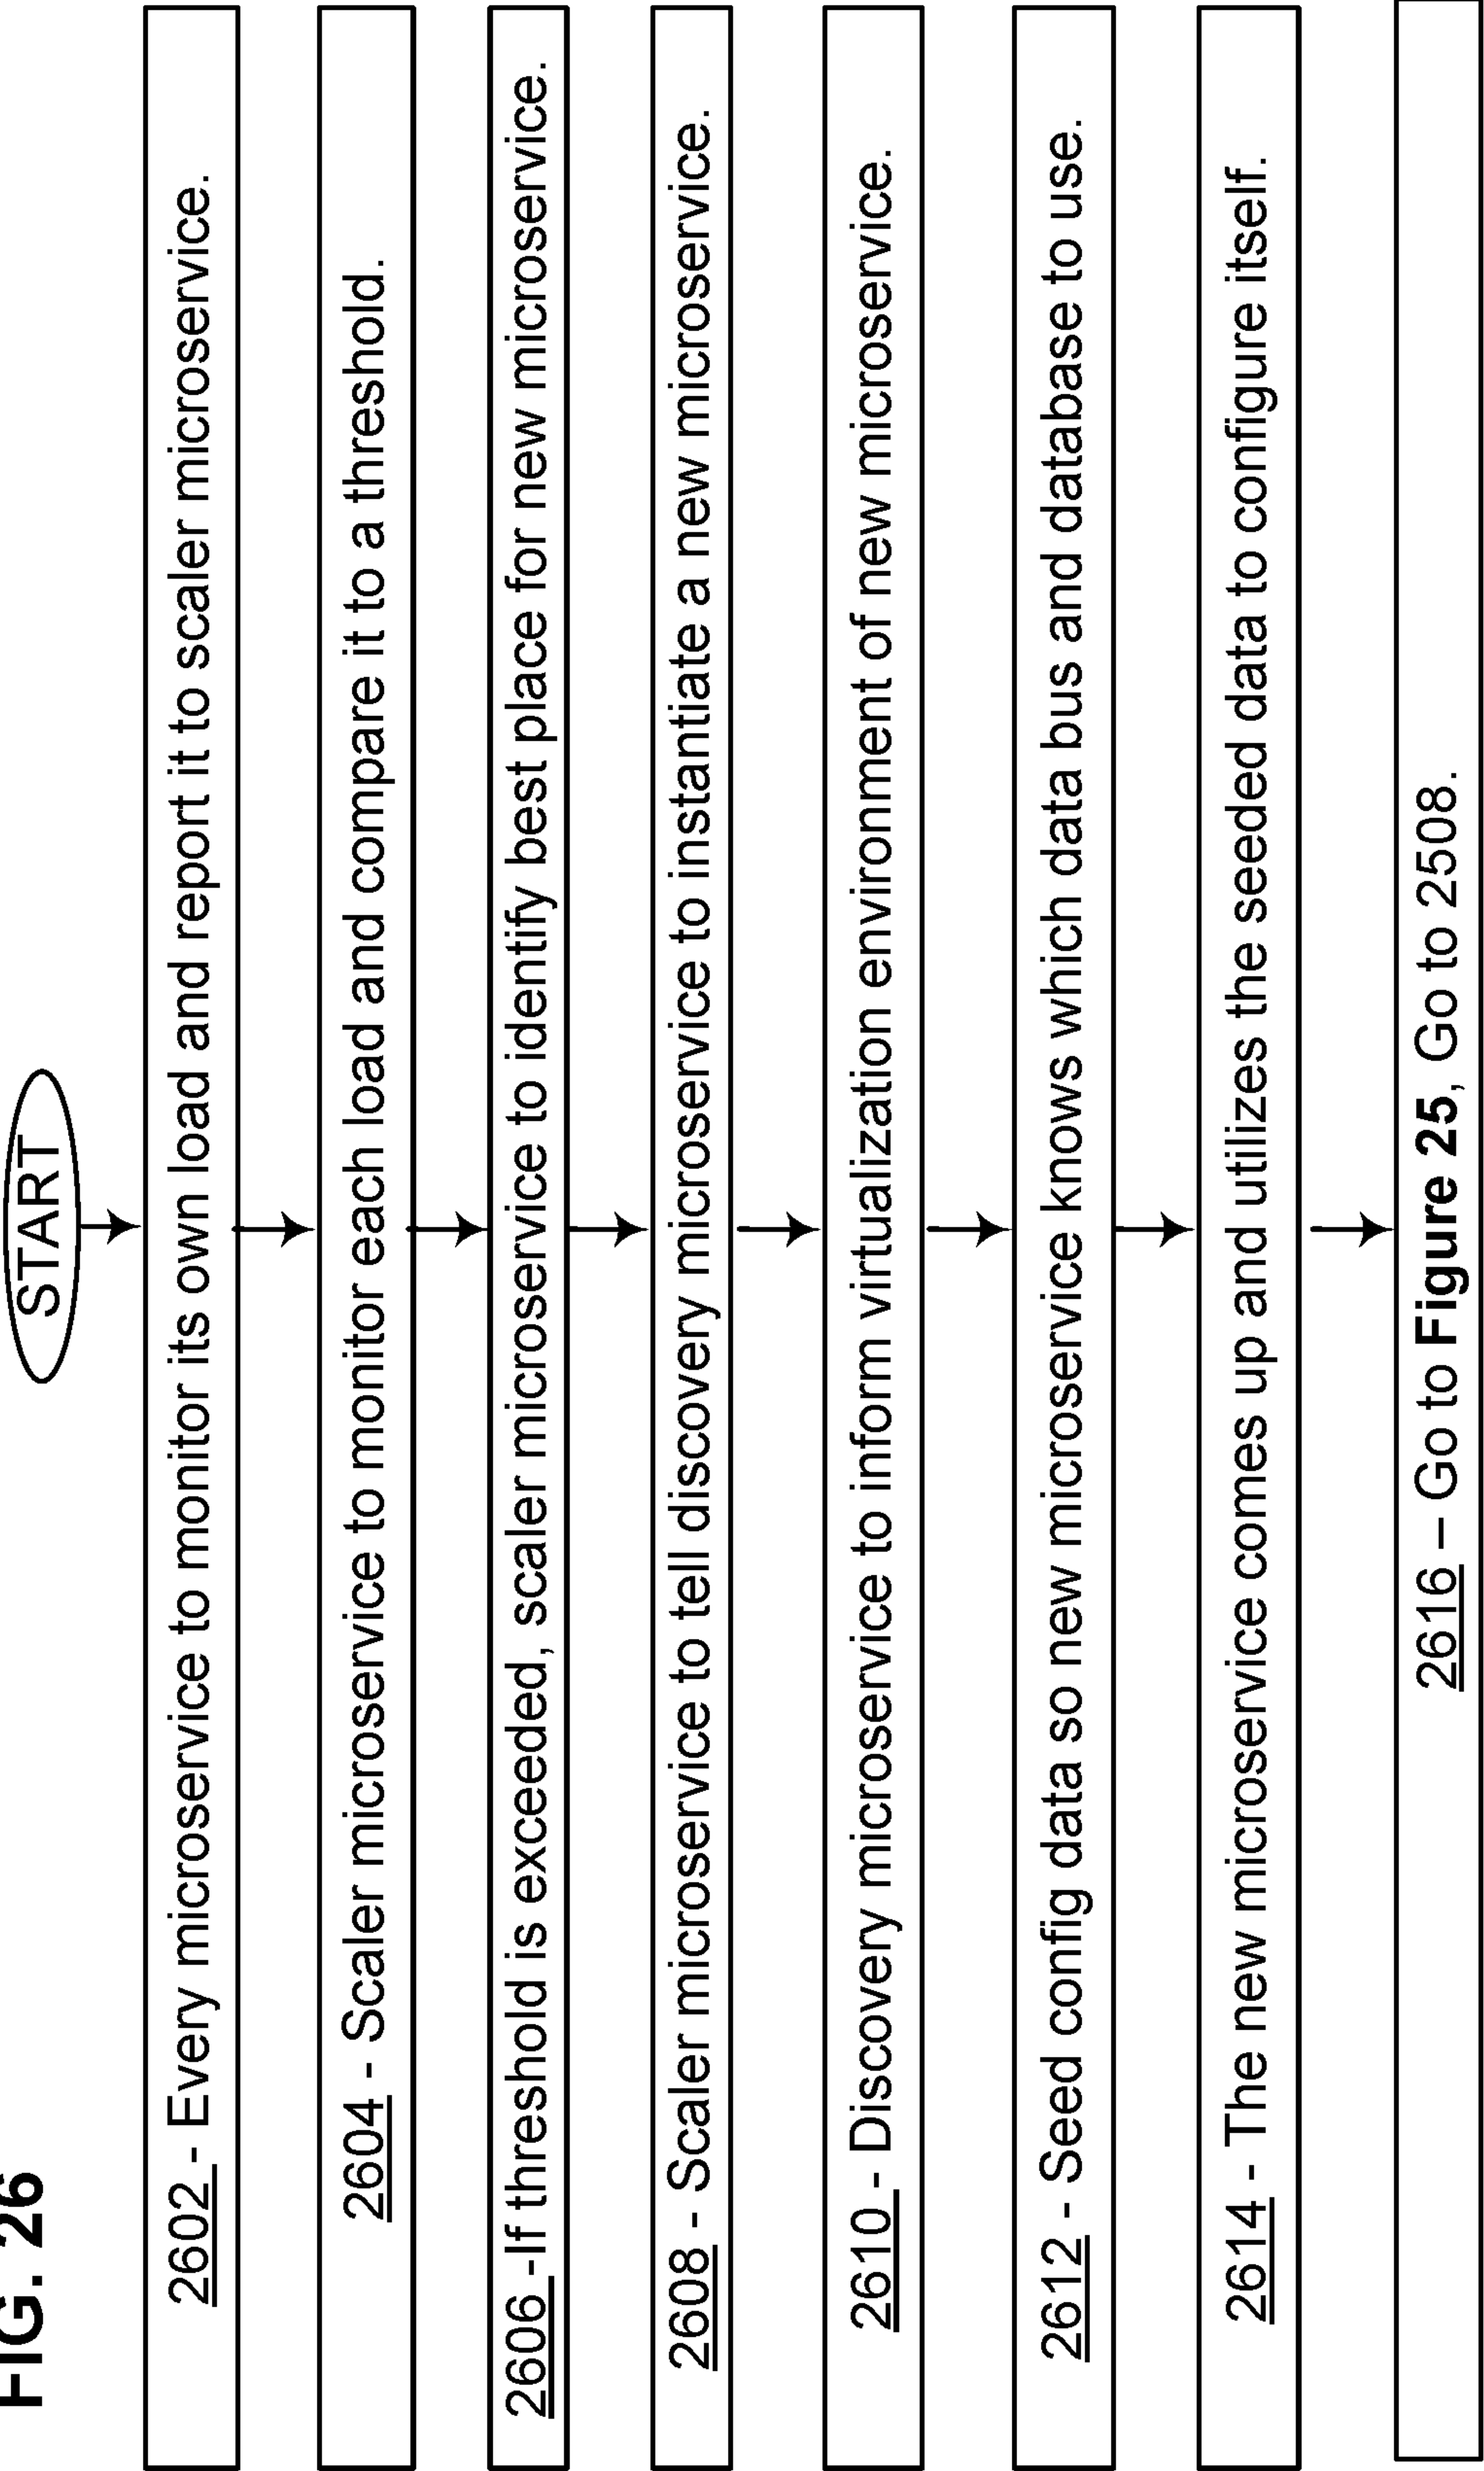 FIG. 26
START
2602 - Every microservice to monitor its own load and report it to scaler microservice.
2604 - Scaler microservice to monitor each load and compare it to a threshold.
2606 -If threshold is exceeded, scaler microservice to identify best place for new microservice.
2608 - Scaler microservice to tell discovery microservice to instantiate a new microservice.
2610 - Discovery microservice to inform virtualization environment of new microservice.
2612 - Seed config data so new microservice knows which data bus and database to use.
2614 - The new microservice comes up and utilizes the seeded data to configure itself.
2616 – Go to Figure 25, Go to 2508.